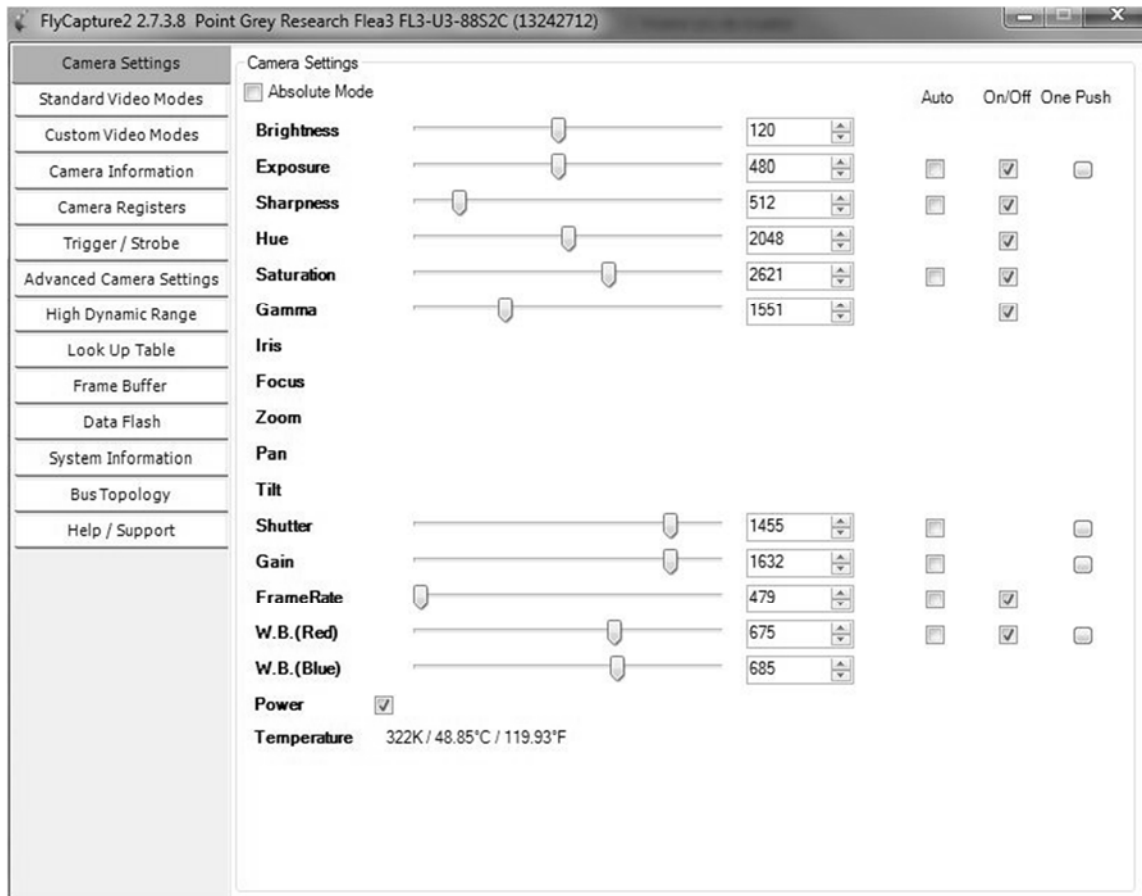 FlyCapture2 2.7.3.8 Point Grey Research Flea3 FL3-U3-88S2C (13242712)
Camera Settings
Standard Video Modes
Custom Video Modes
Camera Information
Camera Registers
Trigger / Strobe
Advanced Camera Settings
High Dynamic Range
Look Up Table
Frame Buffer
Data Flash
System Information
Bus Topology
Help / Support
Camera Settings
Absolute Mode
Auto On/Off One Push
Brightness 120
Exposure 480
Sharpness 512
Hue 2048
Saturation 2621
Gamma 1551
Iris
Focus
Zoom
Pan
Tilt
Shutter 1455
Gain 1632
FrameRate 479
W.B.(Red) 675
W.B.(Blue) 685
Power
Temperature 322K / 48.85°C / 119.93°F